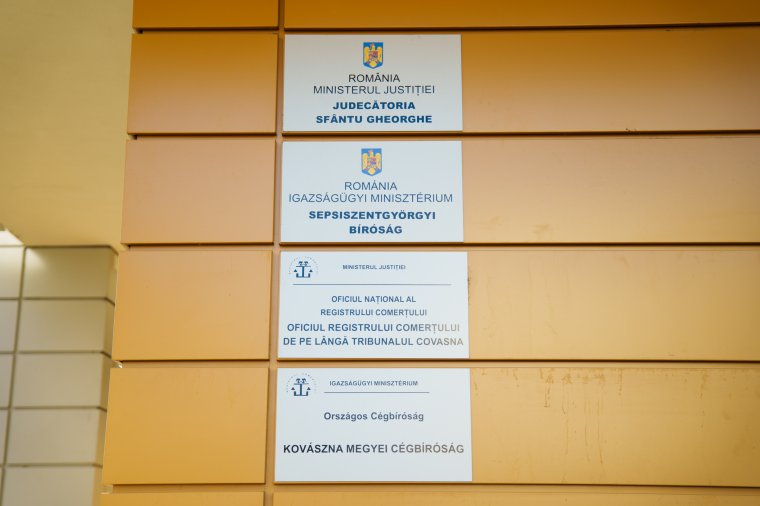 ROMÂNIA
MINISTERUL JUSTIȚIEI
JUDECĂTORIA
SFÂNTU GHEORGHE
ROMÂNIA
IGAZSÁGÜGYI MINISZTÉRIUM
SEPSISZENTGYÖRGYI
BÍRÓSÁG
MINISTERUL JUSTIȚIEI
OFICIUL NAȚIONAL AL
REGISTRULUI COMERȚULUI
OFICIUL REGISTRULUI COMERȚULUI
DE PE LÂNGĂ TRIBUNALUL COVASNA
IGAZSÁGÜGYI MINISZTÉRIUM
Országos Cégbíróság
KOVÁSZNA MEGYEI CÉGBÍRÓSÁG